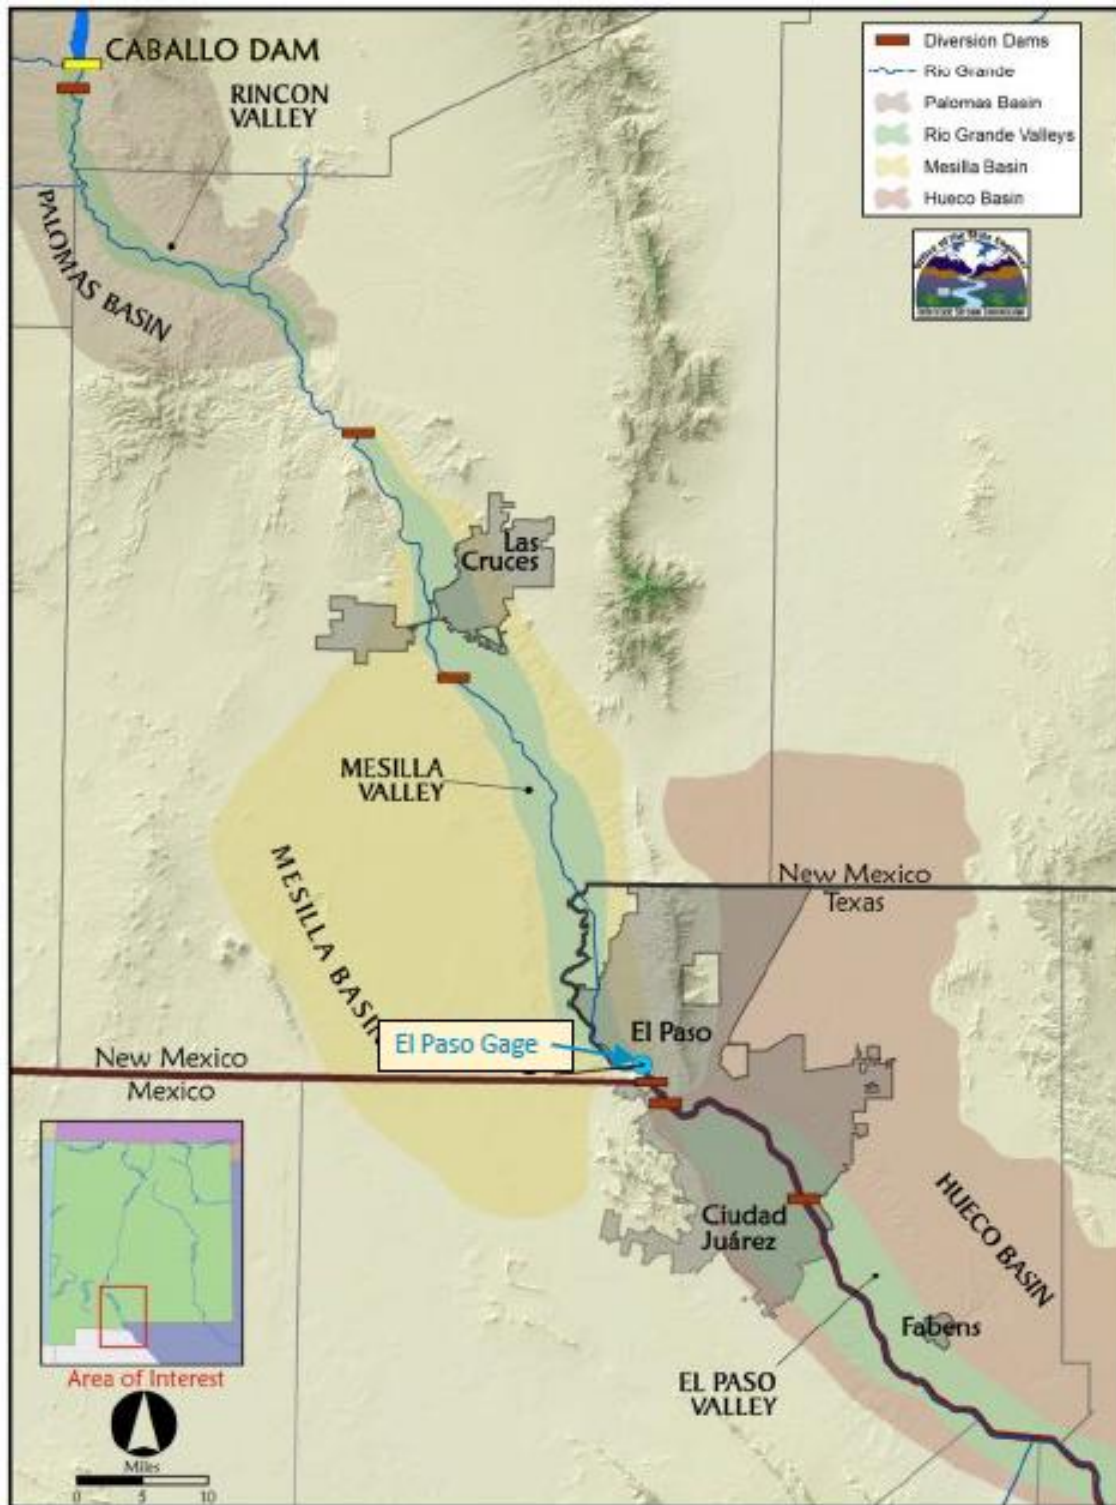 CABALLO DAM
RINCON
VALLEY
Diversion Dams
Rio Grande
Palomas Basin
Rio Grande Valleys
Mesilla Basin
Hueco Basin
PALOMAS BASIN
Las
Cruces
MESILLA
VALLEY
MESILLA BASIN
New Mexico
Texas
El Paso
El Paso Gage
New Mexico
Mexico
Ciudad
Juárez
HUECO BASIN
Fabens
EL PASO
VALLEY
Area of Interest
Miles
0 5 10